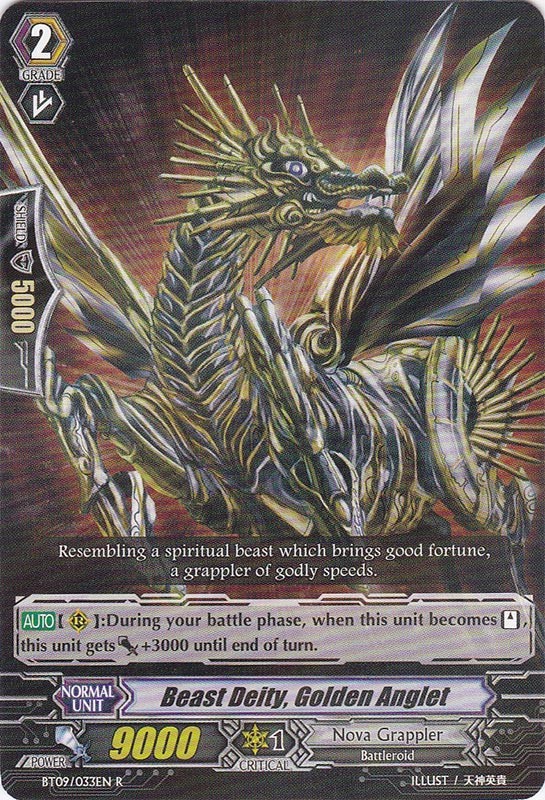 2
GRADE
SHIELD
5000
Resembling a spiritual beast which brings good fortune,
a grappler of godly speeds.
AUTO 【 R 】:During your battle phase, when this unit becomes ,
this unit gets +3000 until end of turn.
NORMAL
UNIT
Beast Deity, Golden Anglet
POWER
9000
1
CRITICAL
Nova Grappler
Battleroid
BT09/033EN R
ILLUST / 天神英貴